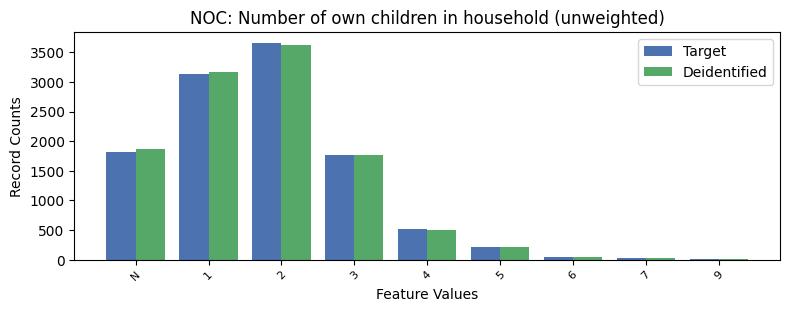 NOC: Number of own children in household (unweighted)
Target
Deidentified
Record Counts
3500
3000
2500
2000
1500
1000
500
0
N
1
2
3
4
5
6
7
9
Feature Values